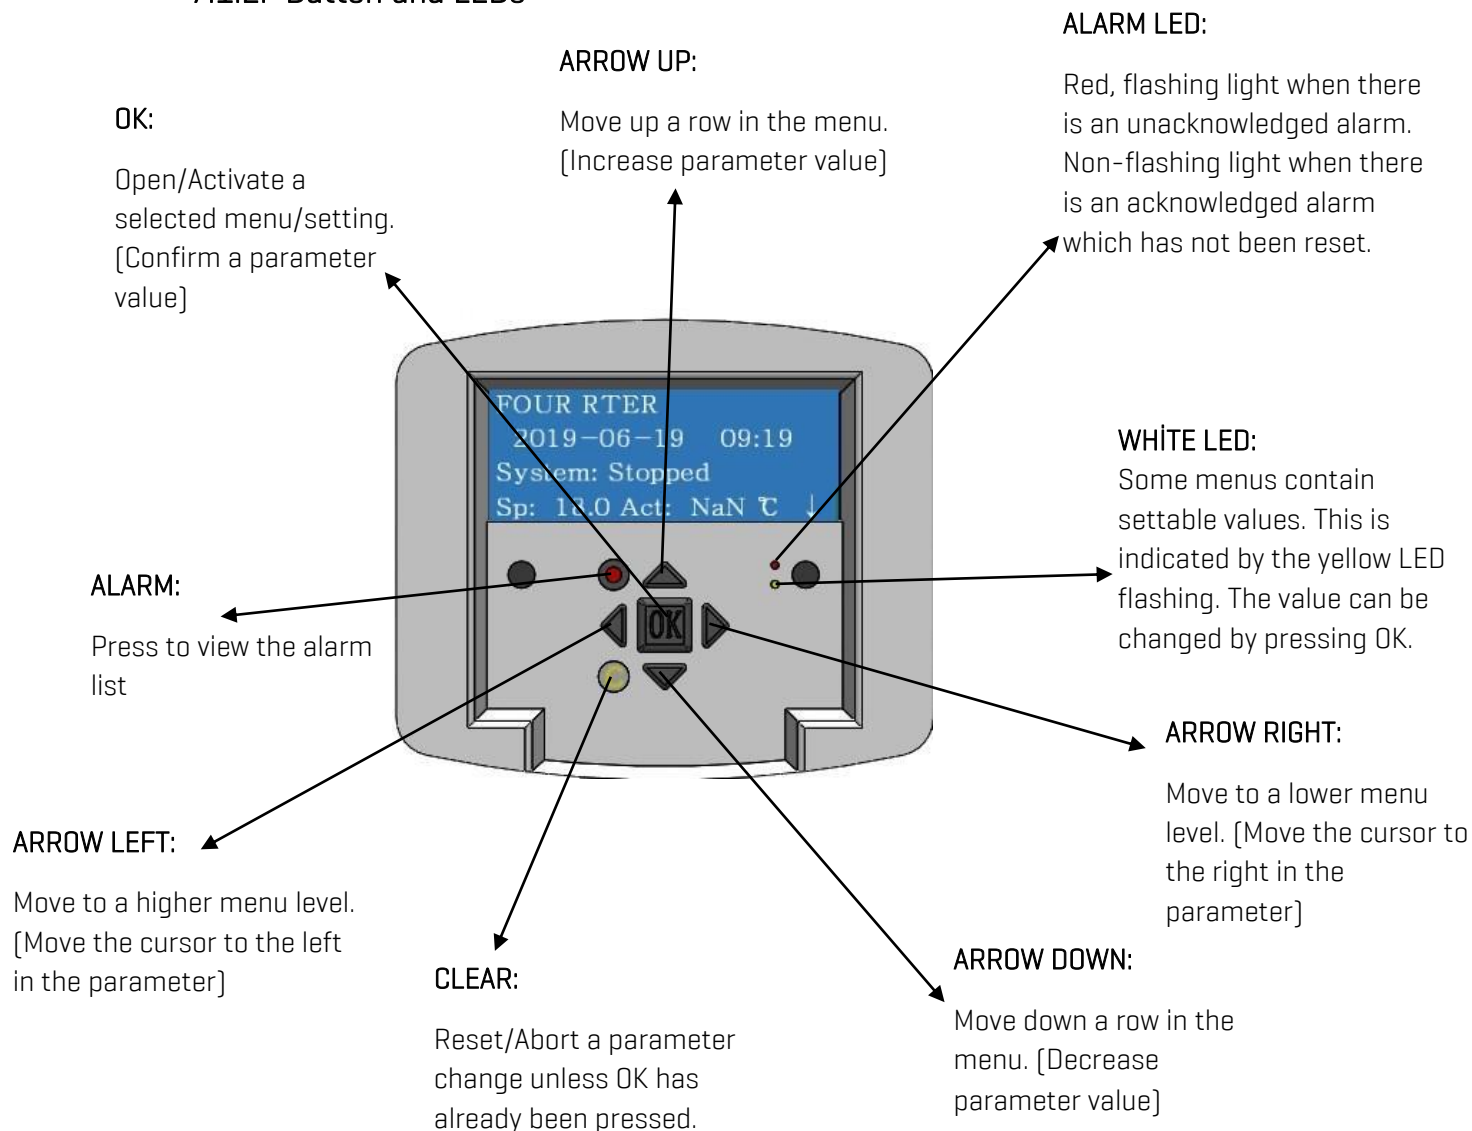 Button and LEDs
ALARM LED:
Red, flashing light when there
is an unacknowledged alarm.
Non-flashing light when there
is an acknowledged alarm
which has not been reset.
ARROW UP:
Move up a row in the menu.
(Increase parameter value)
OK:
Open/Activate a
selected menu/setting.
(Confirm a parameter
value)
FOUR RTER
2019-06-19 09:19
System: Stopped
Sp: 18.0 Act: NaN ℃ ↓
WHİTE LED:
Some menus contain
settable values. This is
indicated by the yellow LED
flashing. The value can be
changed by pressing OK.
ALARM:
Press to view the alarm
list
OK
ARROW RIGHT:
Move to a lower menu
level. (Move the cursor to
the right in the
parameter)
ARROW LEFT:
Move to a higher menu level.
(Move the cursor to the left
in the parameter)
CLEAR:
Reset/Abort a parameter
change unless OK has
already been pressed.
ARROW DOWN:
Move down a row in the
menu. (Decrease
parameter value)